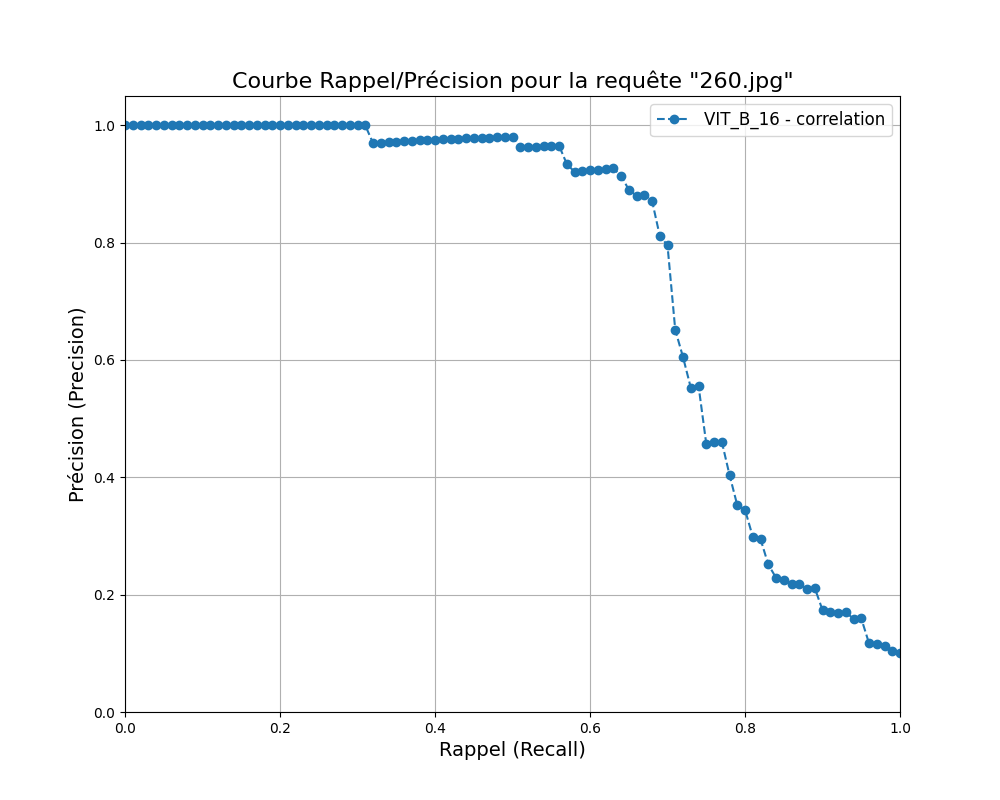 Courbe Rappel/Précision pour la requête "260.jpg"
VIT_B_16 - correlation
1.0
0.8
0.6
0.4
0.2
0.0
Précision (Precision)
0.0 0.2 0.4 0.6 0.8 1.0
Rappel (Recall)